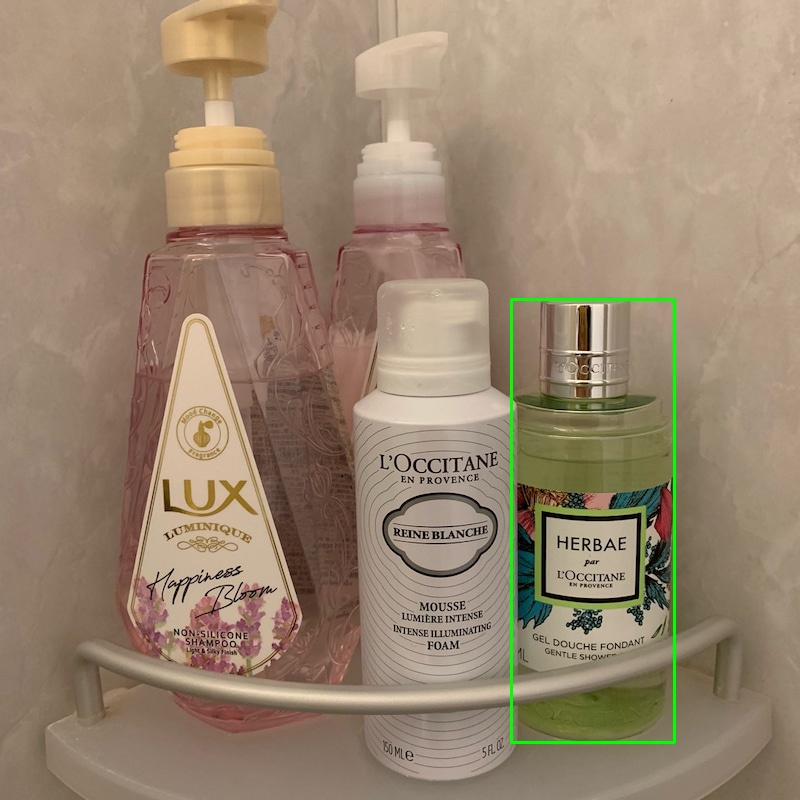 Mood Change
Fragrance
LUX
LUMINIQUE
Happiness
Bloom
NON-SILICONE
SHAMPOO
Light & Silky Finish
L'OCCITANE
EN PROVENCE
REINE BLANCHE
MOUSSE
LUMIÈRE INTENSE
INTENSE ILLUMINATING
FOAM
150 ML e
5 FL. OZ.
L'OCCITANE
HERBAE
par
L'OCCITANE
EN PROVENCE
GEL DOUCHE FONDANT
GENTLE SHOWER
ML